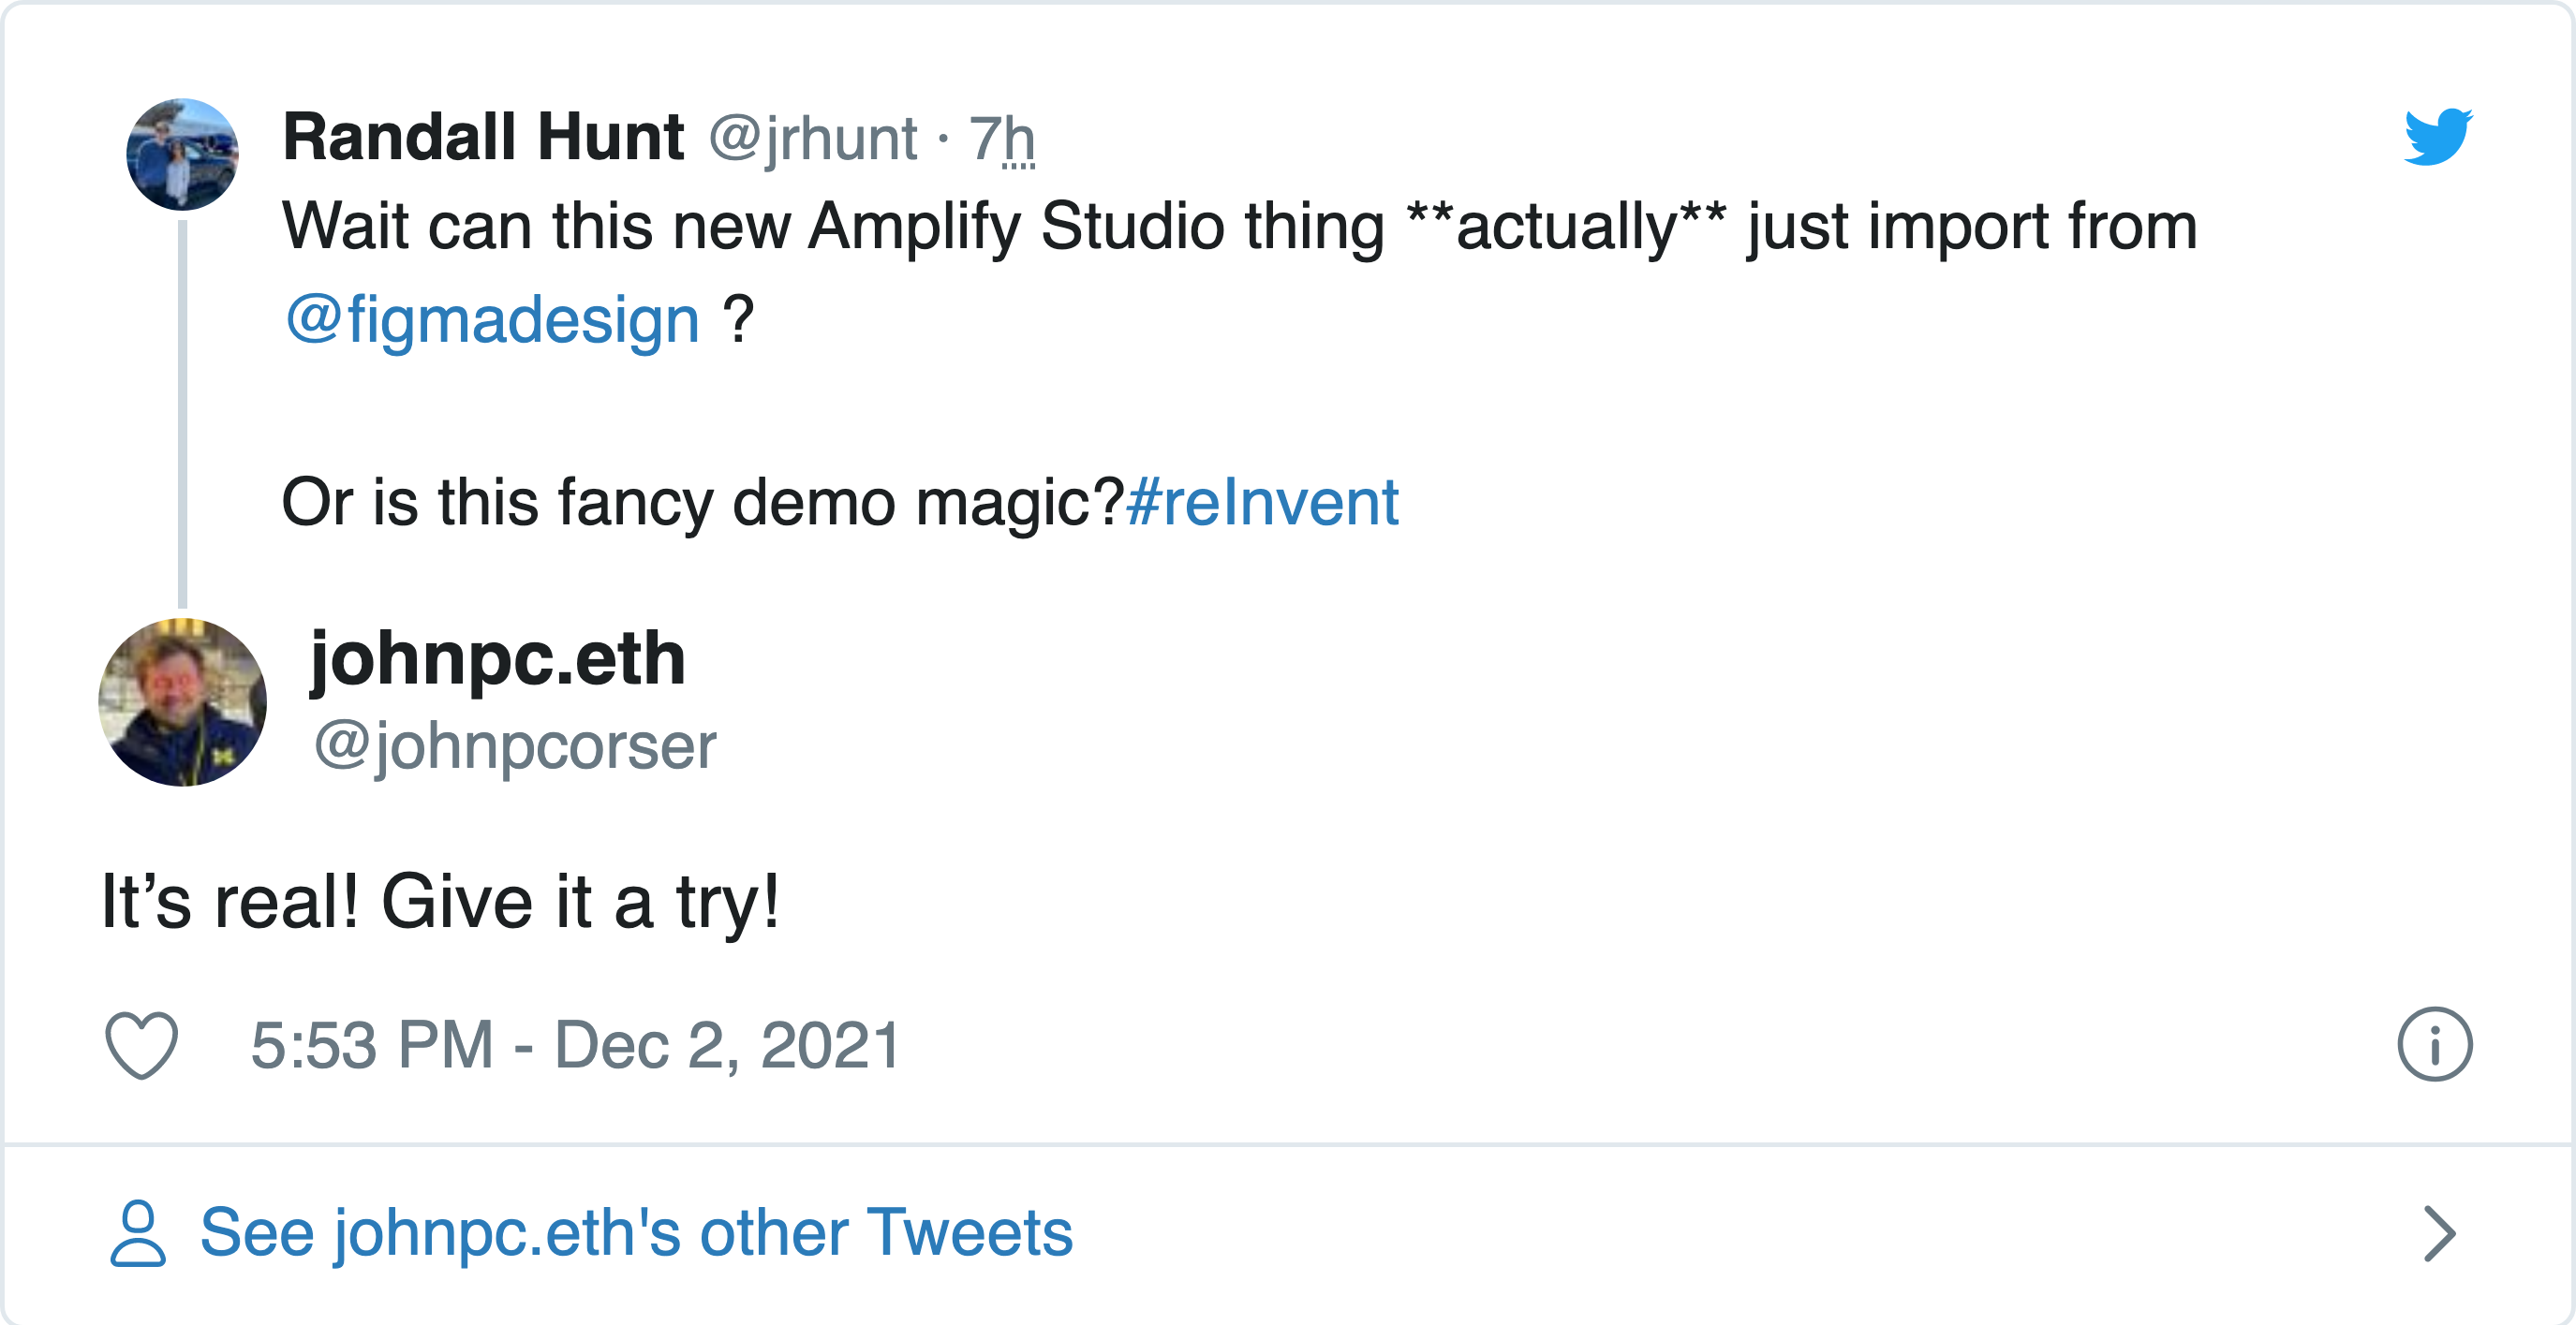 Randall Hunt @jrhunt · 7h
Wait can this new Amplify Studio thing **actually** just import from
@figmadesign ?
Or is this fancy demo magic?#reInvent
johnpc.eth
@johnpcorser
It’s real! Give it a try!
5:53 PM - Dec 2, 2021
See johnpc.eth's other Tweets